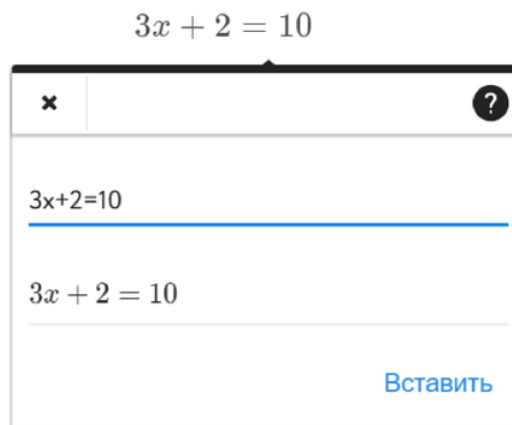 3x + 2 = 10
?
3x+2=10
3x + 2 = 10
Вставить